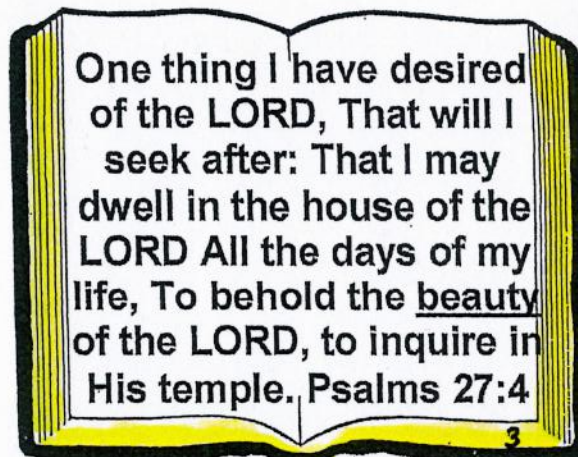 One thing I have desired
of the LORD, That will I
seek after: That I may
dwell in the house of the
LORD All the days of my
life, To behold the beauty
of the LORD, to inquire in
His temple. Psalms 27:4
3